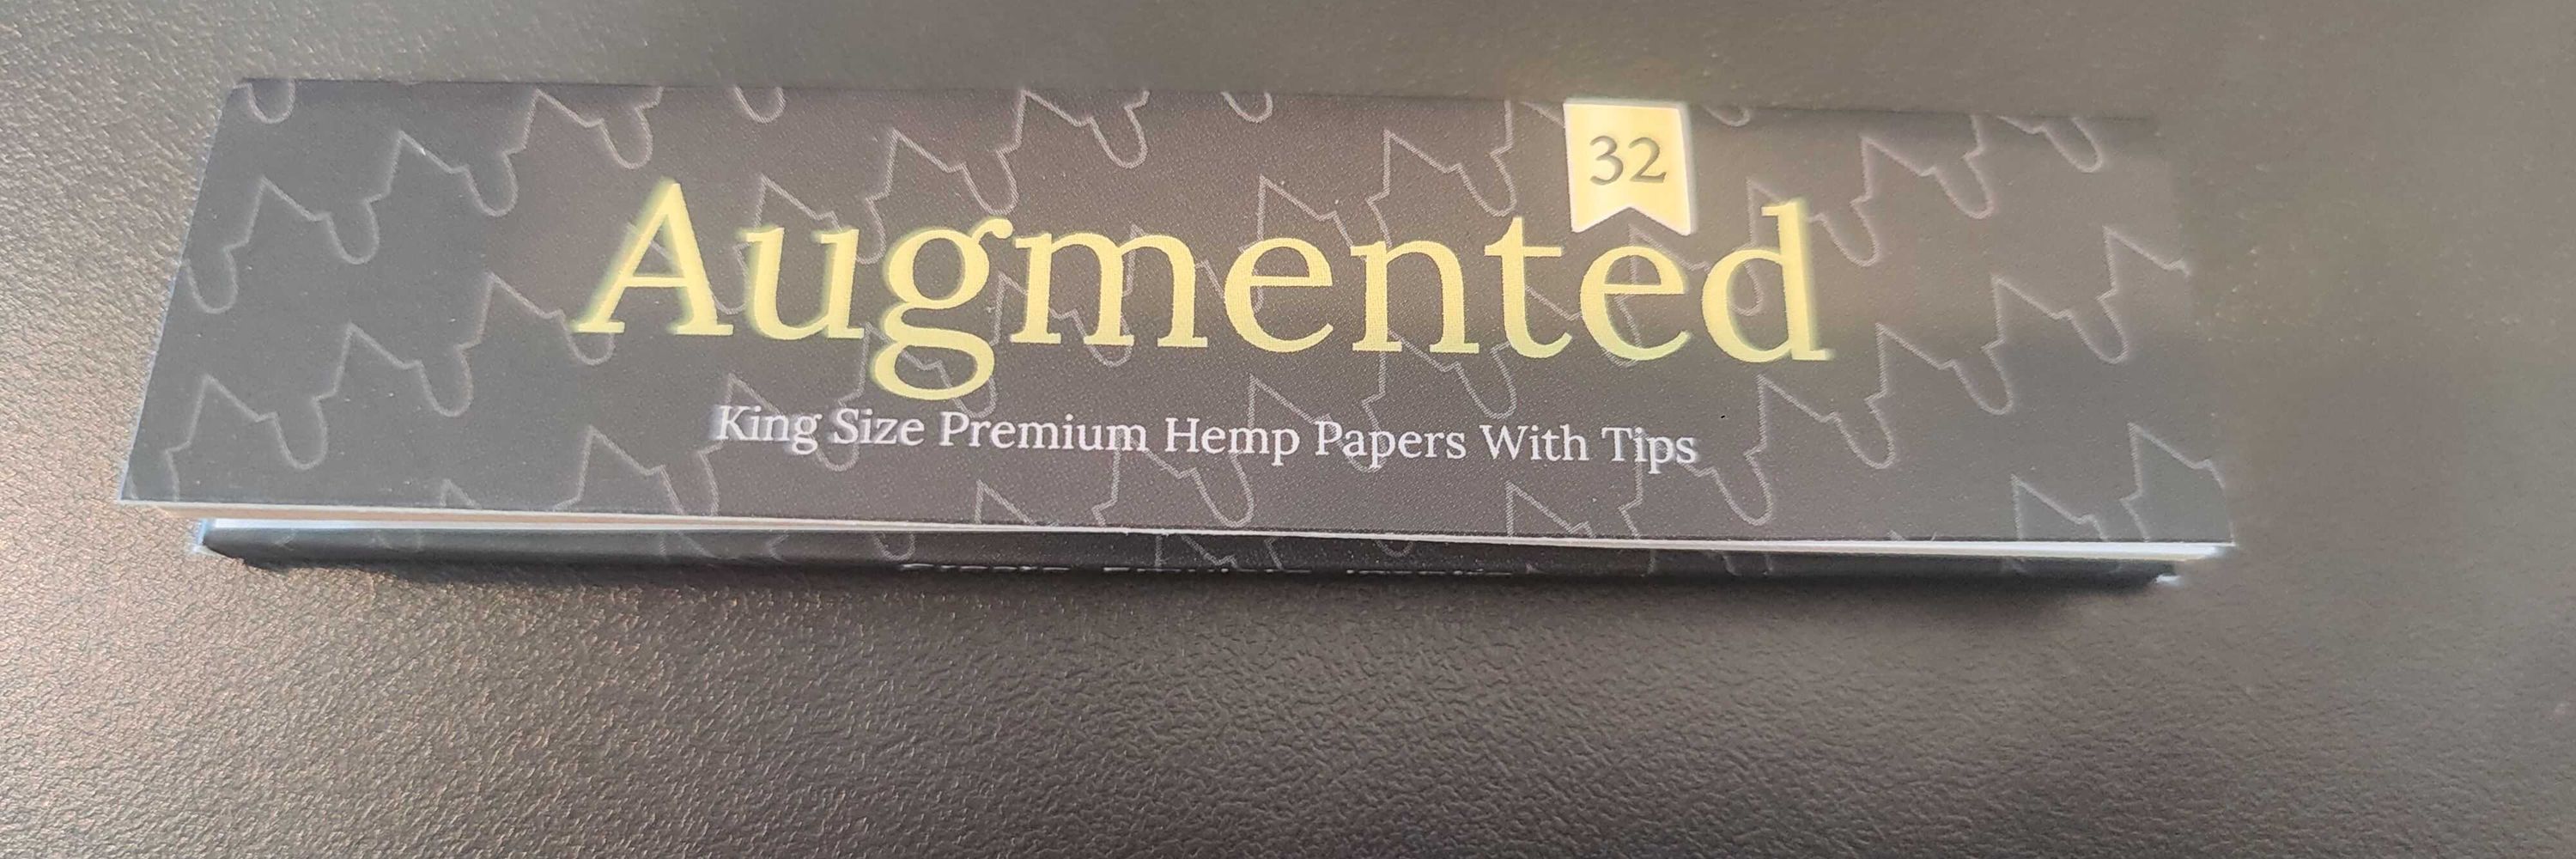 32
Augmented
King Size Premium Hemp Papers With Tips